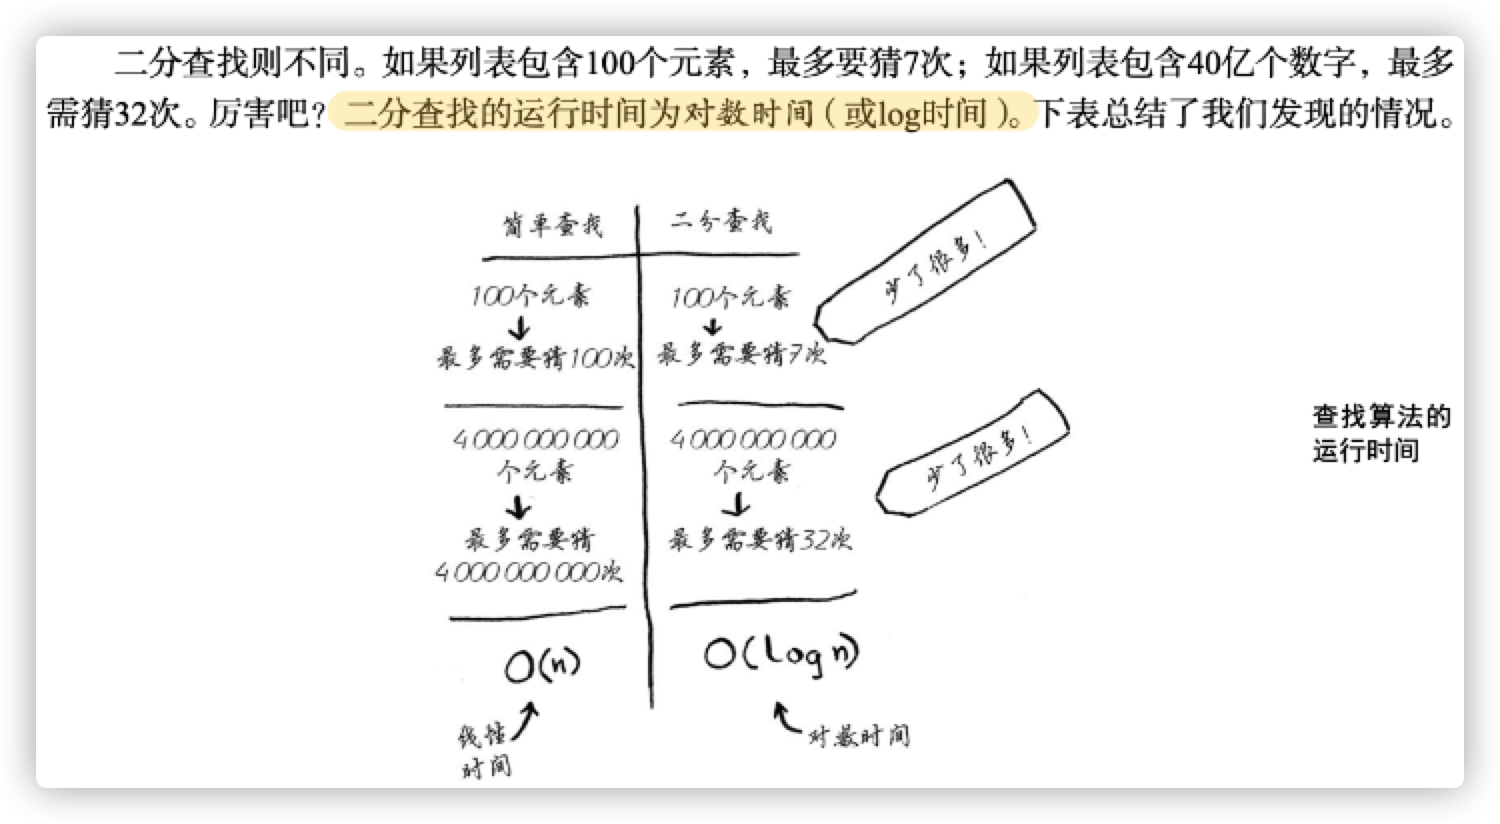 二分查找则不同。如果列表包含100个元素，最多要猜7次；如果列表包含40亿个数字，最多
需猜32次。厉害吧？二分查找的运行时间为对数时间（或log时间）。下表总结了我们发现的情况。
简单查找
二分查找
100个元素
100个元素
最多需要猜100次
最多需要猜7次
少了很多！
4 000 000 000
个元素
4 000 000 000
个元素
最多需要猜
4 000 000 000次
最多需要猜32次
少了很多！
查找算法的
运行时间
O(n)
O(log n)
线性
时间
对数时间